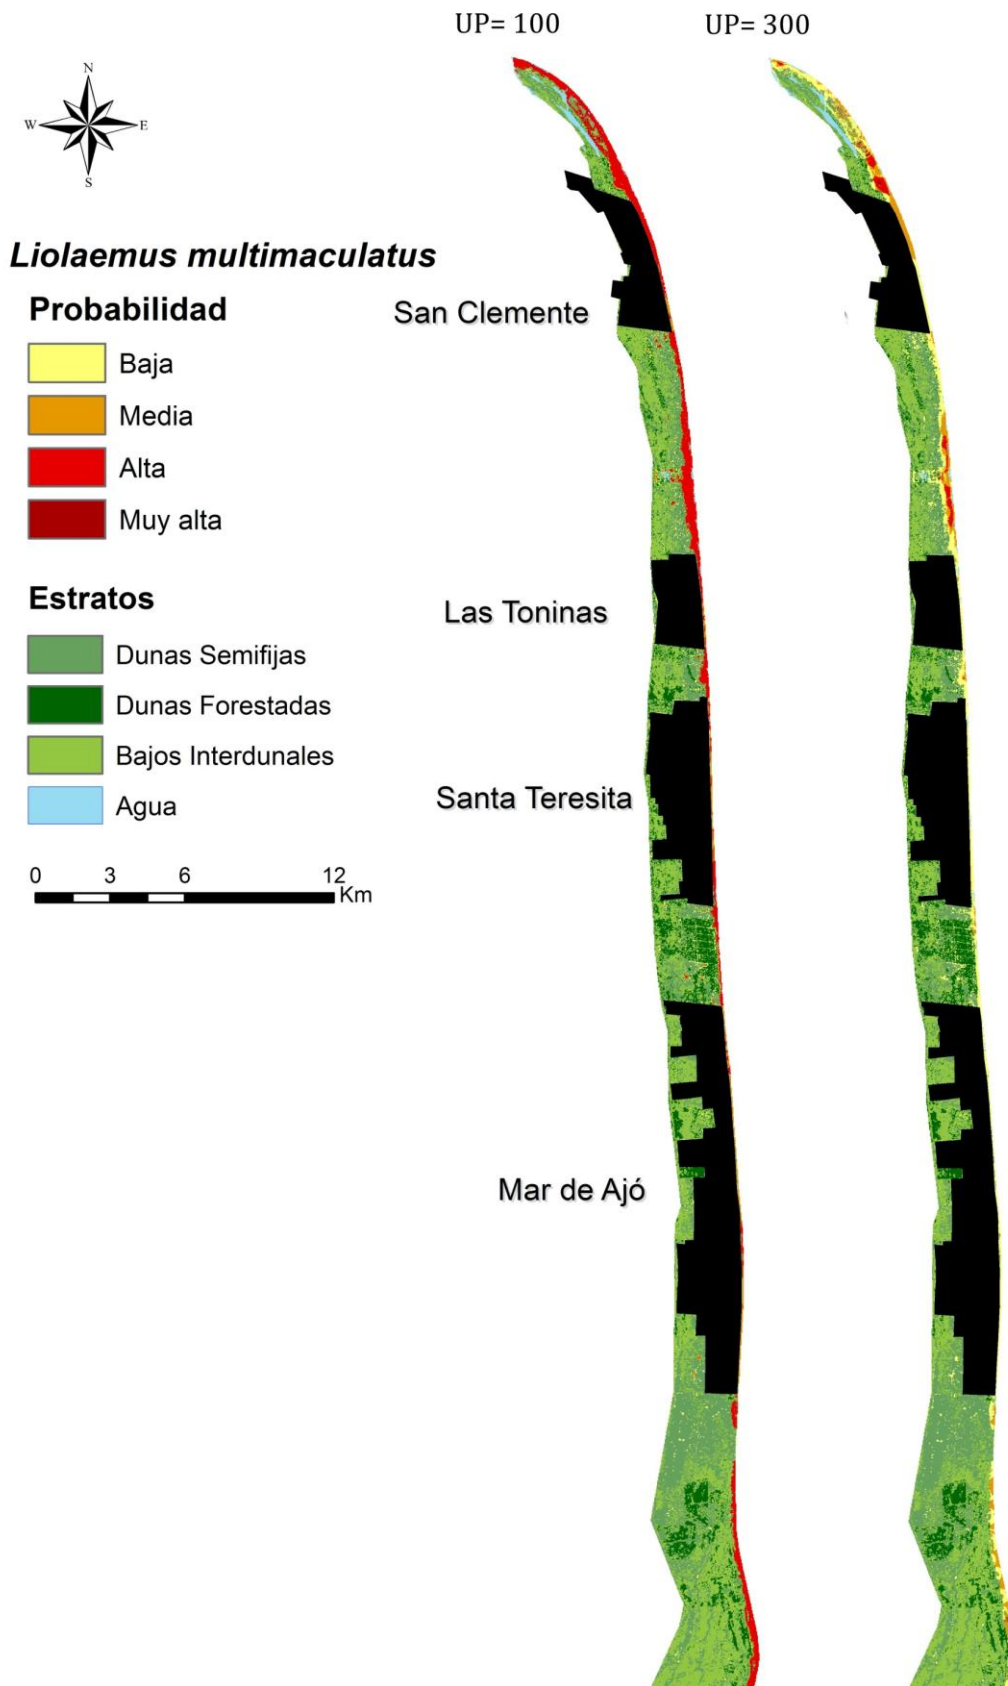 UP= 100
UP= 300
N
W
E
S
Liolaemus multimaculatus
Probabilidad
Baja
Media
Alta
Muy alta
Estratos
Dunas Semifijas
Dunas Forestadas
Bajos Interdunales
Agua
0 3 6 12
Km
San Clemente
Las Toninas
Santa Teresita
Mar de Ajó